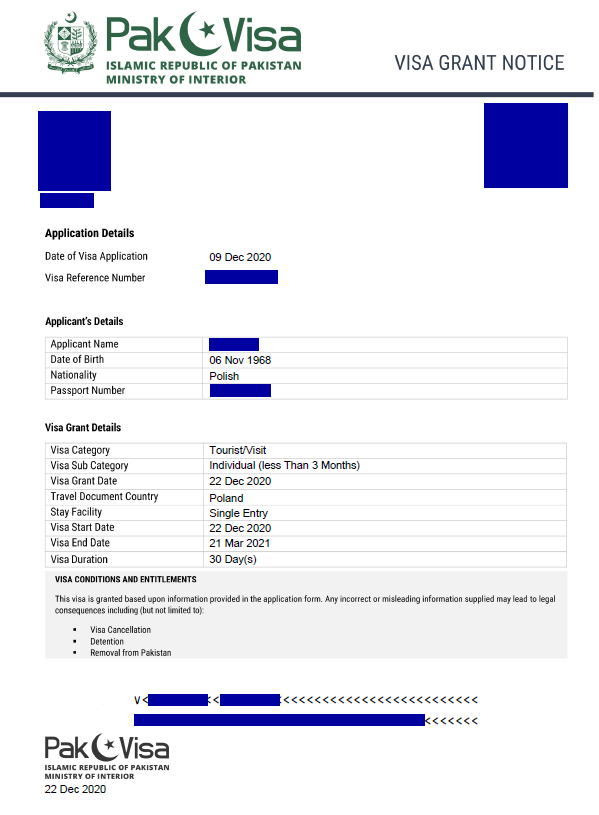 Pak Visa
ISLAMIC REPUBLIC OF PAKISTAN
MINISTRY OF INTERIOR
VISA GRANT NOTICE
Application Details
Date of Visa Application 09 Dec 2020
Visa Reference Number
Applicant's Details
Applicant Name
Date of Birth 06 Nov 1968
Nationality Polish
Passport Number
Visa Grant Details
Visa Category Tourist/Visit
Visa Sub Category Individual (less Than 3 Months)
Visa Grant Date 22 Dec 2020
Travel Document Country Poland
Stay Facility Single Entry
Visa Start Date 22 Dec 2020
Visa End Date 21 Mar 2021
Visa Duration 30 Day(s)
VISA CONDITIONS AND ENTITLEMENTS
This visa is granted based upon information provided in the application form. Any incorrect or misleading information supplied may lead to legal
consequences including (but not limited to):
▪ Visa Cancellation
▪ Detention
▪ Removal from Pakistan
V< << <<<<<<<<<<<<<<<<<<<<<<<<<
<<<<<<<
Pak Visa
ISLAMIC REPUBLIC OF PAKISTAN
MINISTRY OF INTERIOR
22 Dec 2020